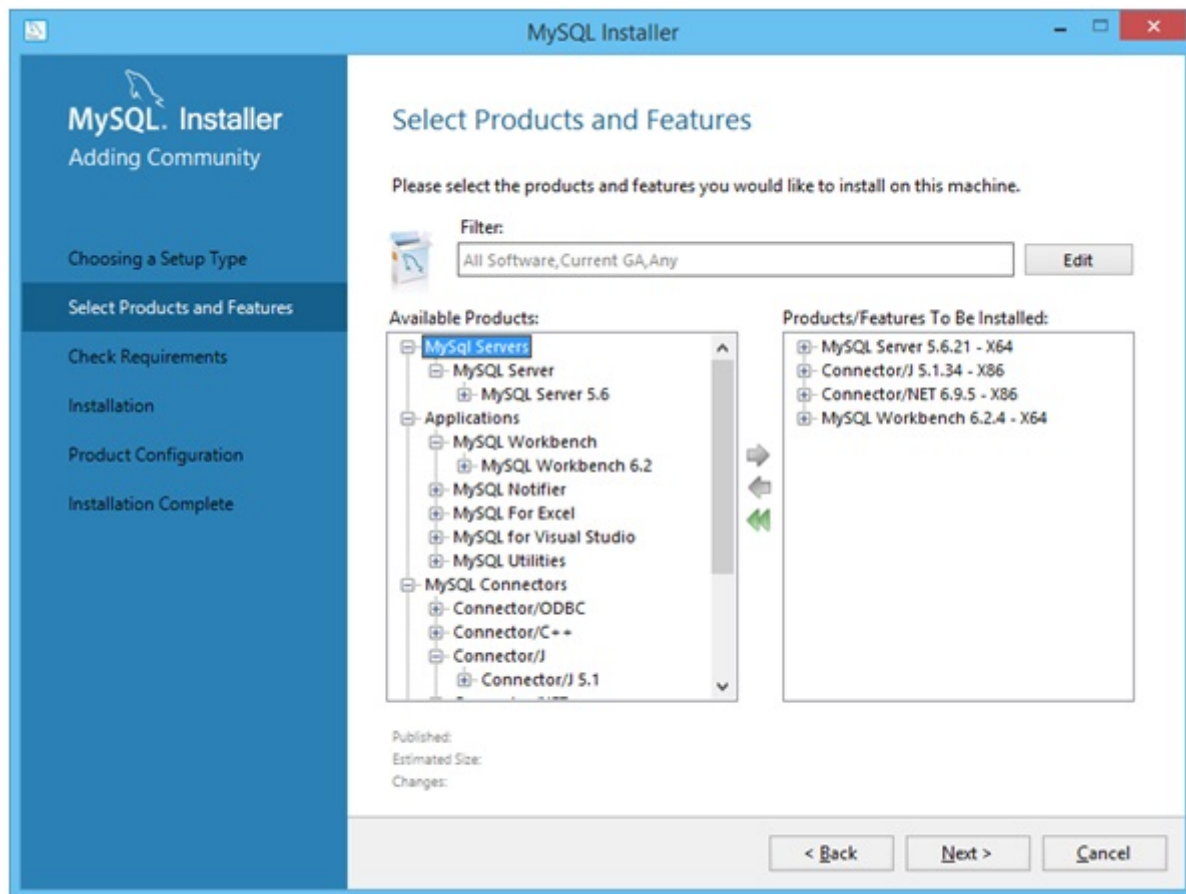 MySQL Installer
MySQL. Installer
Adding Community
Choosing a Setup Type
Select Products and Features
Check Requirements
Installation
Product Configuration
Installation Complete
Select Products and Features
Please select the products and features you would like to install on this machine.
Filter:
All Software,Current GA,Any
Edit
Available Products:
MySql Servers
MySQL Server
MySQL Server 5.6
Applications
MySQL Workbench
MySQL Workbench 6.2
MySQL Notifier
MySQL For Excel
MySQL for Visual Studio
MySQL Utilities
MySQL Connectors
Connector/ODBC
Connector/C++
Connector/J
Connector/J 5.1
Products/Features To Be Installed:
MySQL Server 5.6.21 - X64
Connector/J 5.1.34 - X86
Connector/NET 6.9.5 - X86
MySQL Workbench 6.2.4 - X64
Published:
Estimated Size:
Changes:
< Back
Next >
Cancel